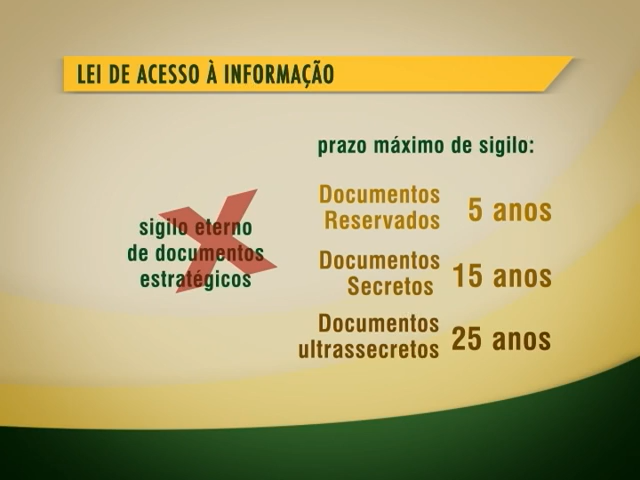 LEI DE ACESSO À INFORMAÇÃO
sigilo eterno
de documentos
estratégicos
prazo máximo de sigilo:
Documentos
Reservados 5 anos
Documentos
Secretos 15 anos
Documentos
ultrassecretos 25 anos